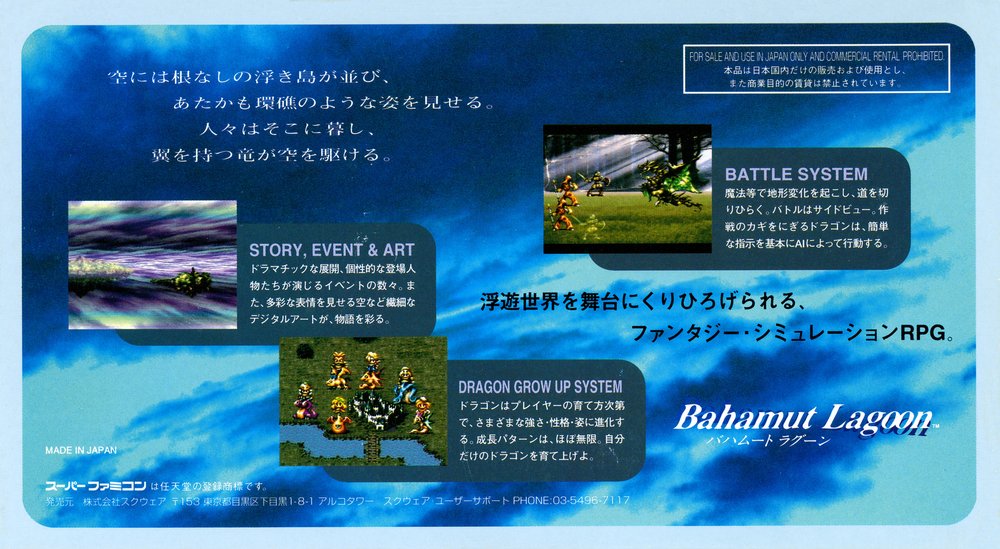 空には根なしの浮き島が並び、
あたかも環礁のような姿を見せる。
人々はそこに暮し、
翼を持つ竜が空を駆ける。
FOR SALE AND USE IN JAPAN ONLY AND COMMERCIAL RENTAL PROHIBITED.
本品は日本国内だけの販売および使用とし、
また商業目的の賃貸は禁止されています。
BATTLE SYSTEM
魔法等で地形変化を起こし、道を切
りひらく。バトルはサイドビュー。作
戦のカギをにぎるドラゴンは、簡単
な指示を基本にAIによって行動する。
STORY, EVENT & ART
ドラマチックな展開、個性的な登場人
物たちが演じるイベントの数々。ま
た、多彩な表情を見せる空など繊細な
デジタルアートが、物語を彩る。
浮遊世界を舞台にくりひろげられる、
ファンタジー・シミュレーションRPG。
DRAGON GROW UP SYSTEM
ドラゴンはプレイヤーの育て方次第
で、さまざまな強さ・性格・姿に進化す
る。成長パターンは、ほぼ無限。自分
だけのドラゴンを育て上げよ。
Bahamut Lagoon™
バハムート ラグーン
MADE IN JAPAN
スーパーファミコンは任天堂の登録商標です。
発売元 株式会社スクウェア 〒153 東京都目黒区下目黒1-8-1 アルコタワー スクウェア・ユーザーサポート PHONE:03-5496-7117